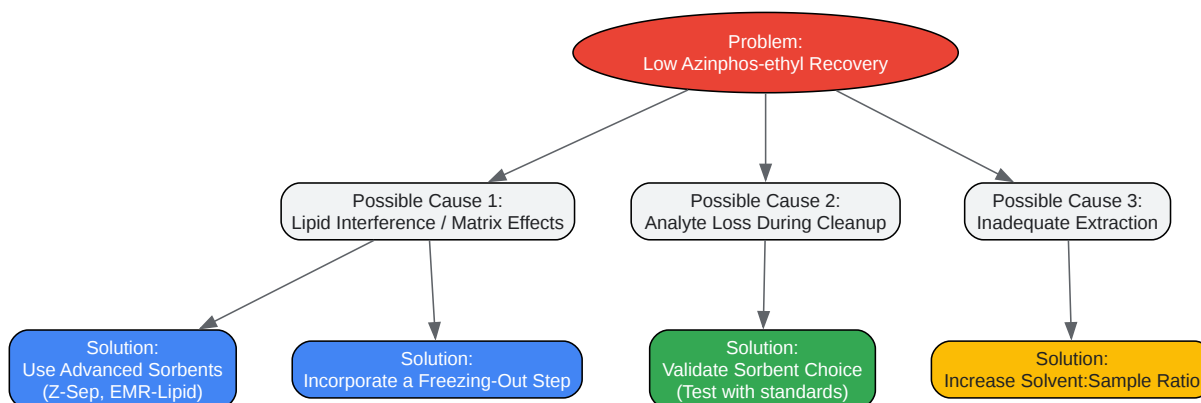 Problem:
Low Azinphos-ethyl Recovery
Possible Cause 1:
Lipid Interference / Matrix Effects
Possible Cause 2:
Analyte Loss During Cleanup
Possible Cause 3:
Inadequate Extraction
Solution:
Use Advanced Sorbents
(Z-Sep, EMR-Lipid)
Solution:
Incorporate a Freezing-Out Step
Solution:
Validate Sorbent Choice
(Test with standards)
Solution:
Increase Solvent:Sample Ratio